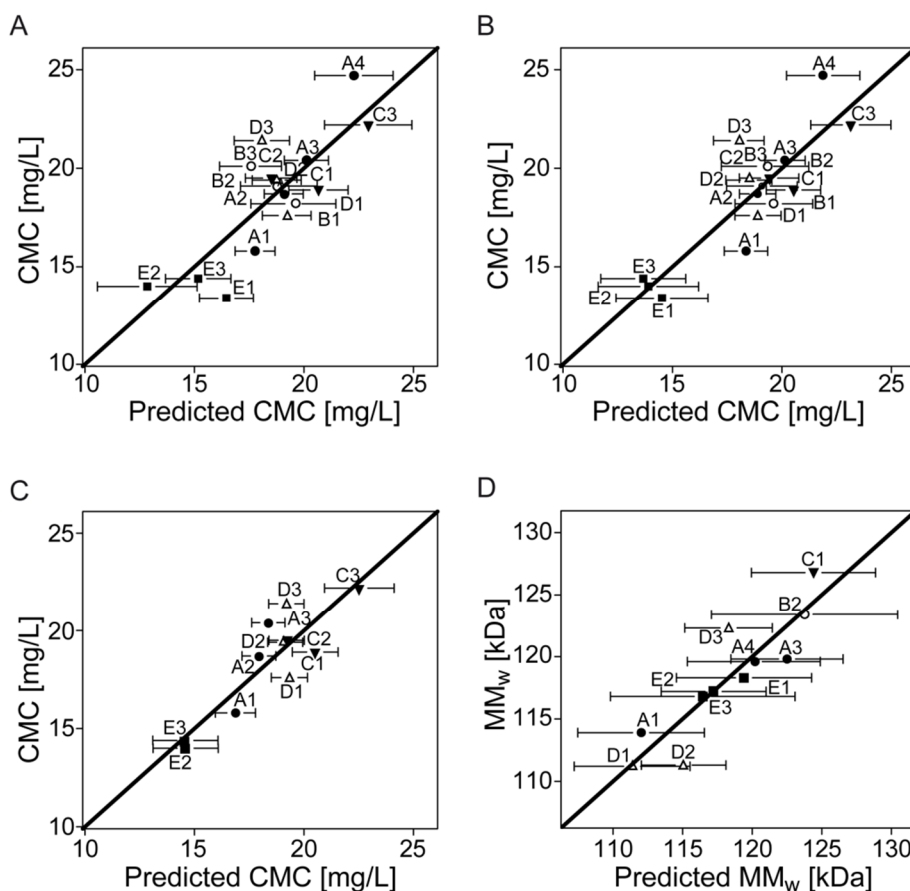 A
25
20
15
10
CMC [mg/L]
A4
C3
D3
A3
B3
C2
D2
C1
B2
A2
D1
B1
A1
E3
E2
E1
10 15 20 25
Predicted CMC [mg/L]
B
25
20
15
10
CMC [mg/L]
A4
C3
D3
A3
C2
B3
B2
D2
C1
A2
D1
B1
A1
E3
E2
E1
10 15 20 25
Predicted CMC [mg/L]
C
25
20
15
10
CMC [mg/L]
C3
D3
A3
D2
C2
A2
C1
D1
A1
E3
E2
10 15 20 25
Predicted CMC [mg/L]
D
130
125
120
115
110
MMw [kDa]
C1
B2
D3
A4
A3
E2
E1
E3
A1
D1
D2
110 115 120 125 130
Predicted MMw [kDa]